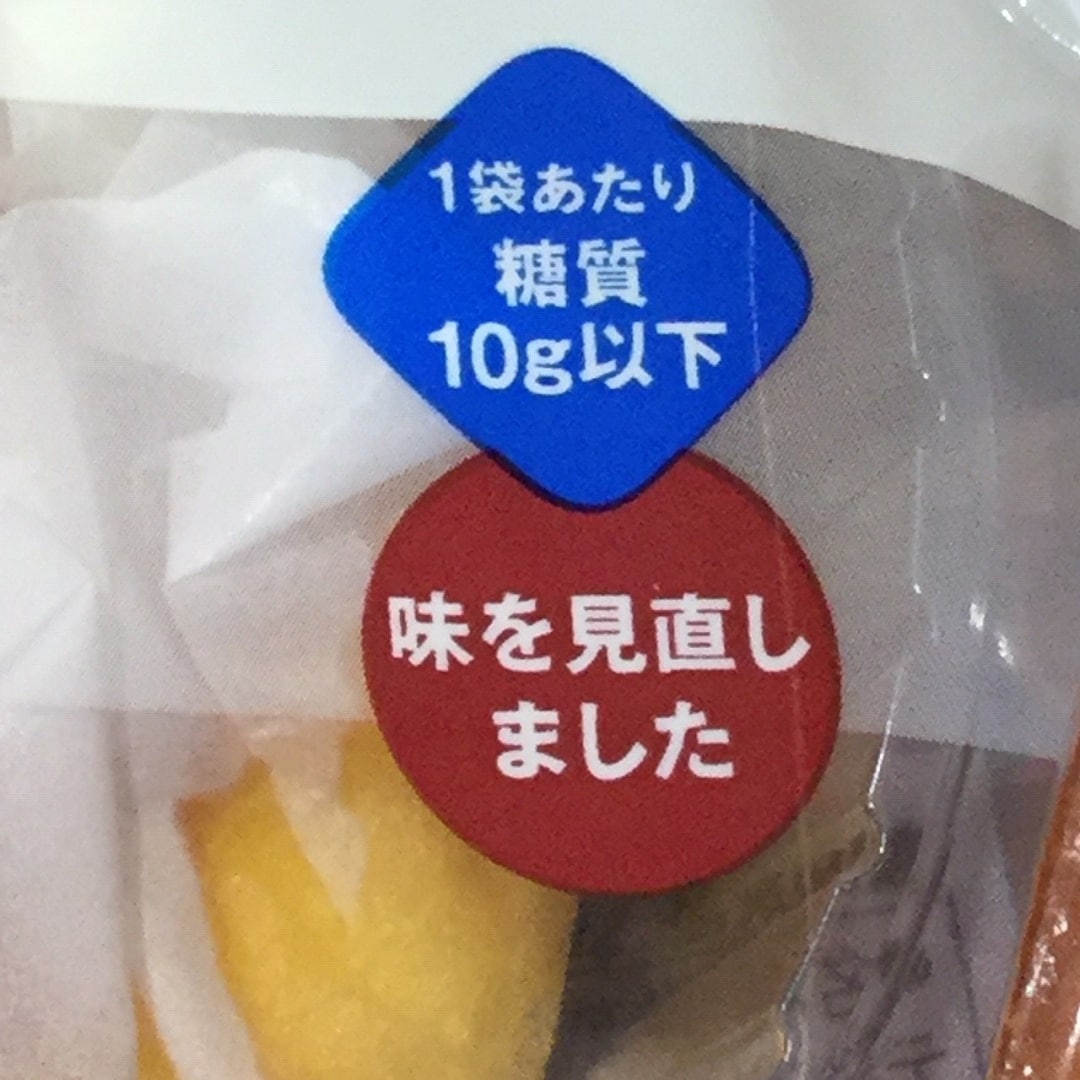 1袋あたり
糖質
10g以下
味を見直し
ました